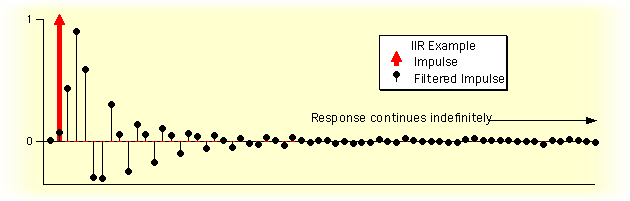 1
IIR Example
Impulse
Filtered Impulse
Response continues indefinitely
0